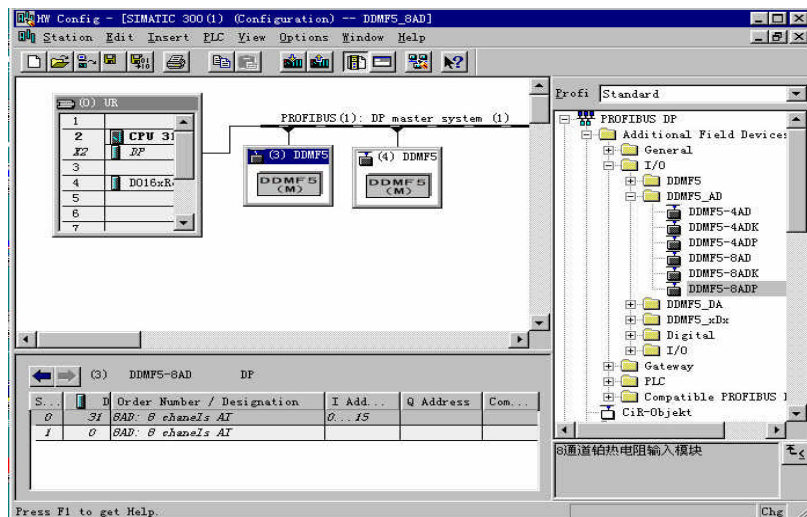 HW Config - [SIMATIC 300(1) (Configuration) -- DDMF5_8AD]
Station Edit Insert PLC View Options Window Help
(0) UR
1
2 CPU 31
X2 DP
3
4 DO16xR
5
6
7
PROFIBUS(1): DP master system (1)
(3) DDMF5
DDMF5
(M)
(4) DDMF5
DDMF5
(M)
Profi Standard
PROFIBUS DP
Additional Field Devices
General
I/O
DDMF5
DDMF5_AD
DDMF5-4AD
DDMF5-4ADK
DDMF5-4ADP
DDMF5-8AD
DDMF5-8ADK
DDMF5-8ADP
DDMF5_DA
DDMF5_xDx
Digital
I/O
Gateway
PLC
Compatible PROFIBUS
CiR-Objekt
8通道铂热电阻输入模块
(3) DDMF5-8AD DP
S... D Order Number / Designation I Add... Q Address Com...
0 31 8AD: 8 chanels AI 0...15
1 0 8AD: 8 chanels AI
Press F1 to get Help.
Chg